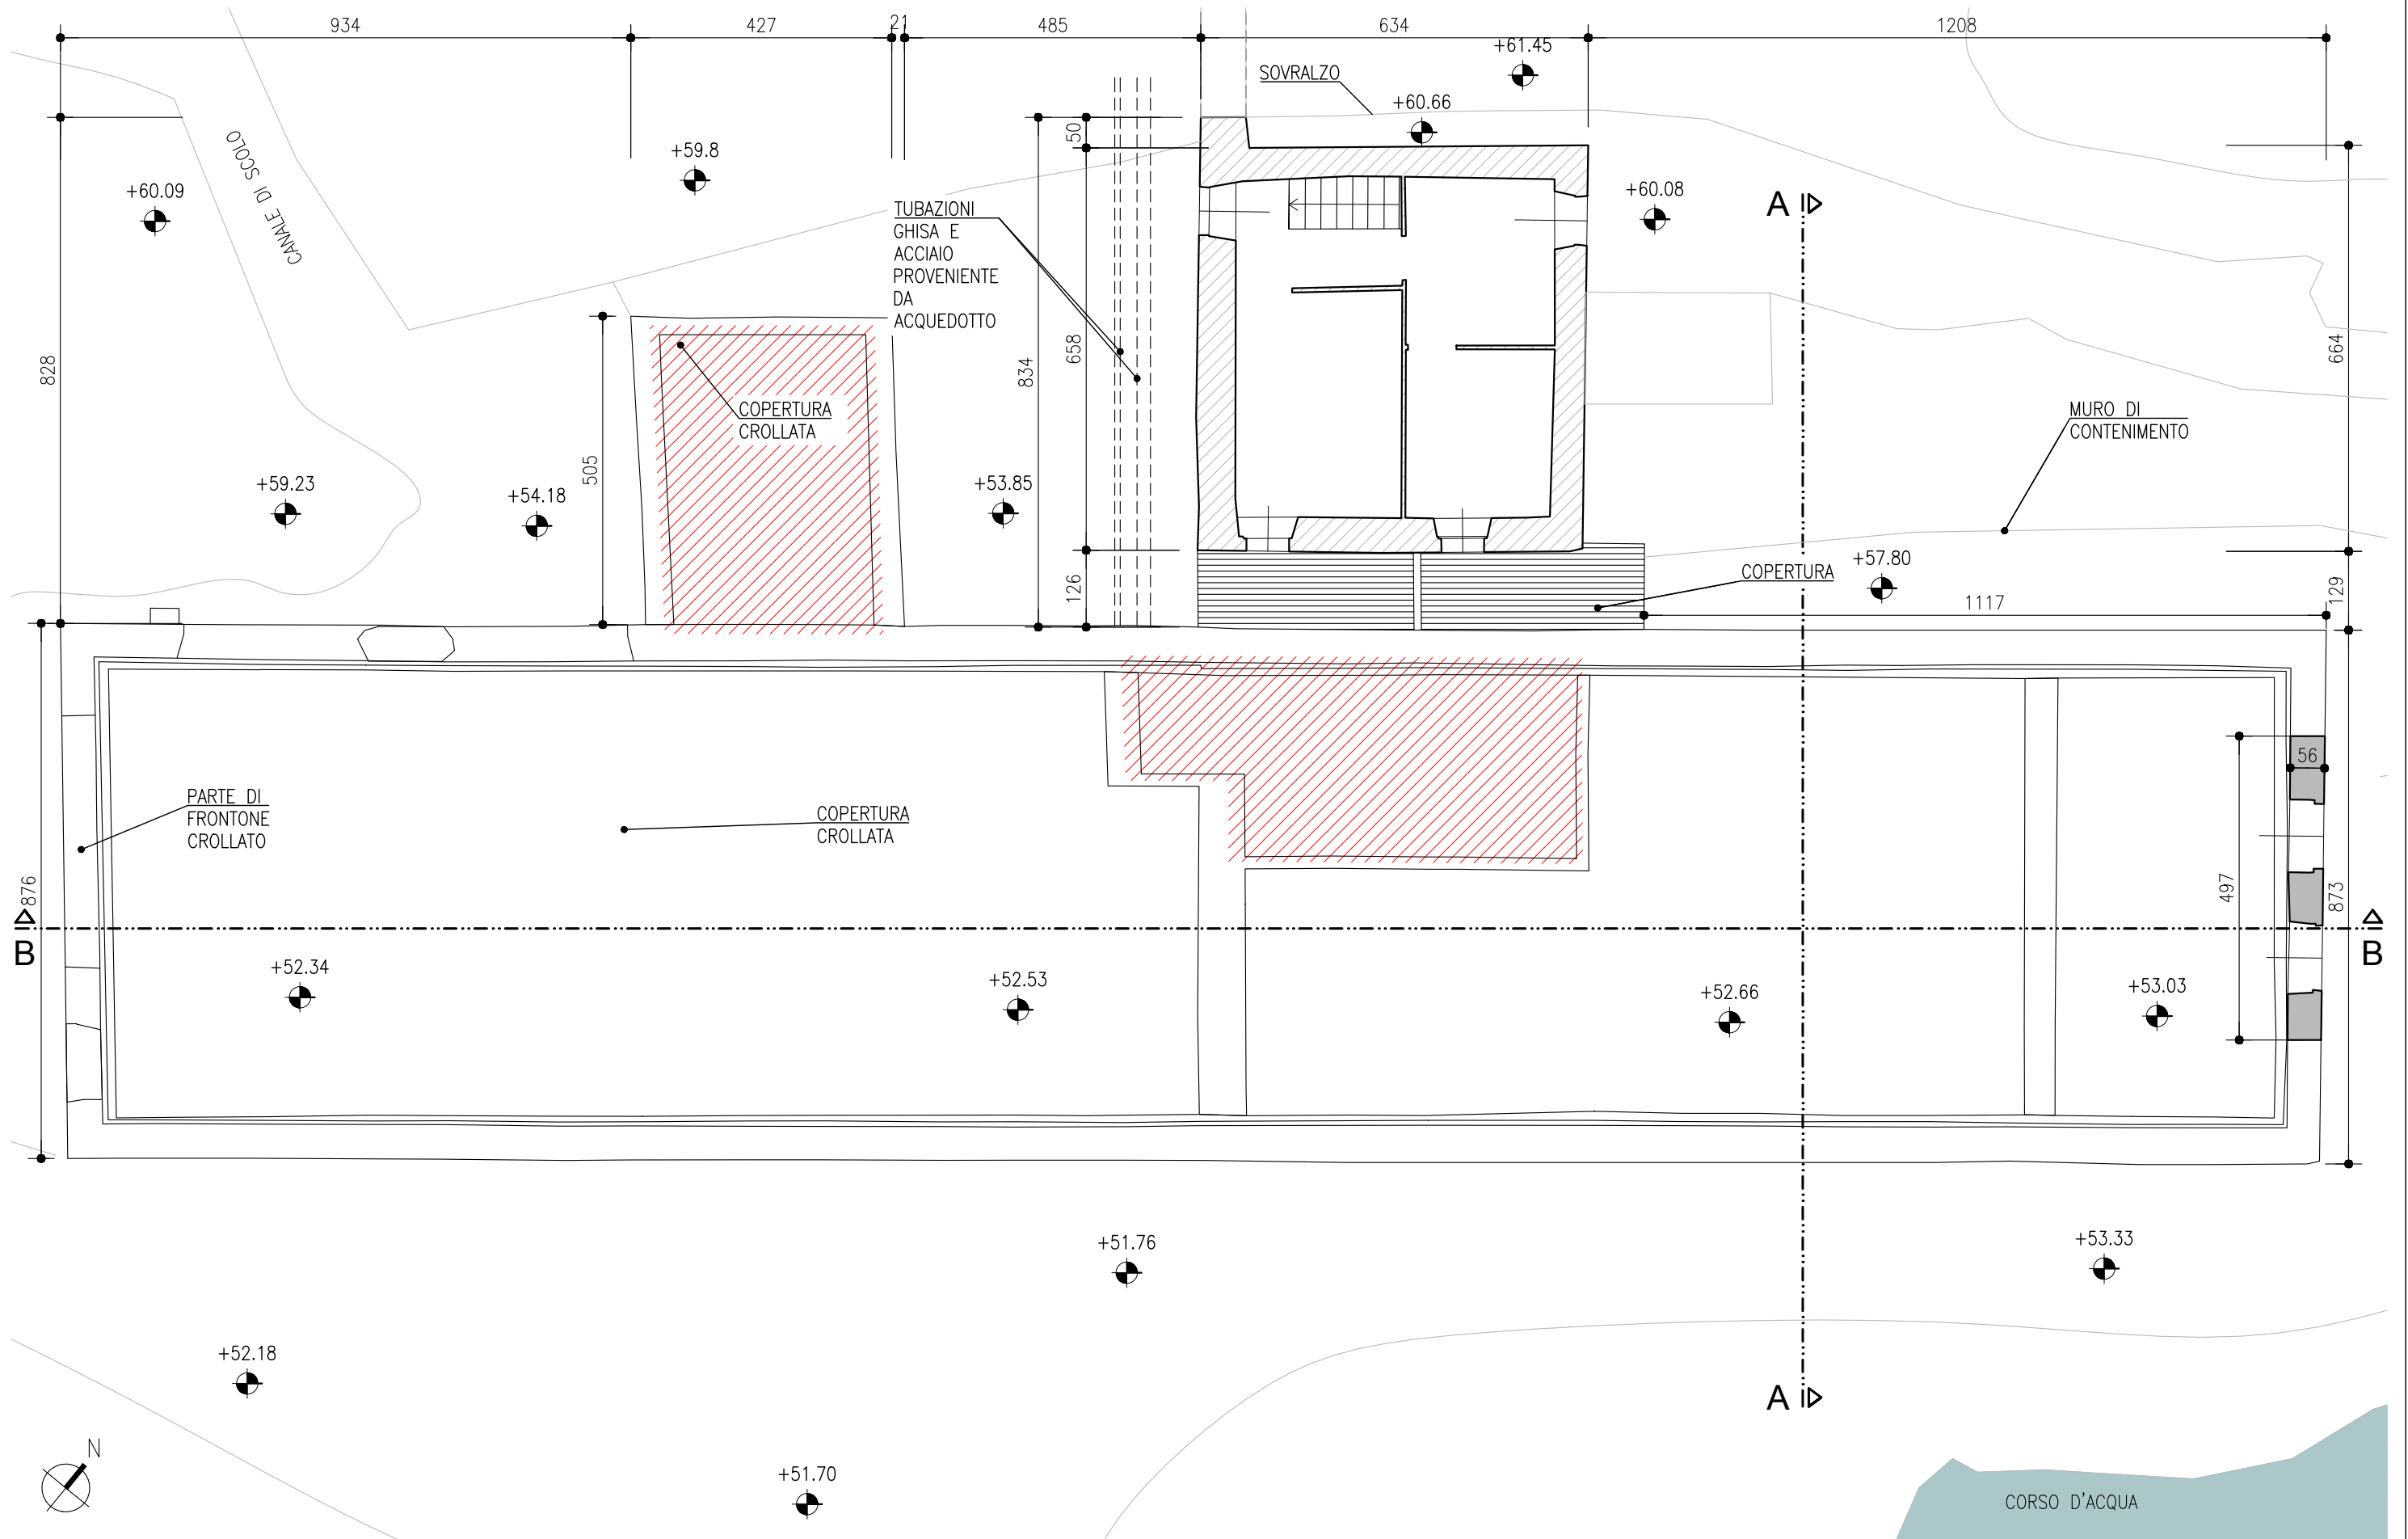 934
427
21
485
634
1208
+61.45
SOVRALZO
+60.66
50
CANALE DI SCOLO
+59.8
+60.09
+60.08
A
TUBAZIONI
GHISA E
ACCIAIO
PROVENIENTE
DA
ACQUEDOTTO
828
834
658
664
COPERTURA
CROLLATA
MURO DI
CONTENIMENTO
505
+59.23
+54.18
+53.85
+57.80
COPERTURA
126
129
1117
56
PARTE DI
FRONTONE
CROLLATO
COPERTURA
CROLLATA
876
497
873
B
B
+52.34
+52.53
+52.66
+53.03
+51.76
+53.33
+52.18
A
N
+51.70
CORSO D'ACQUA